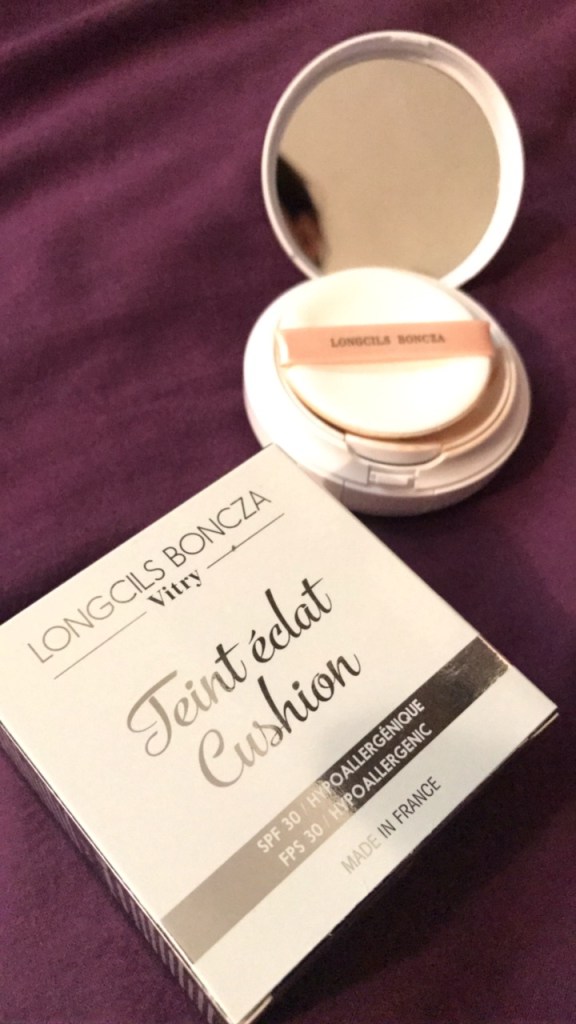 LONGCILS BONCZA
LONGCILS BONCZA
Vitry
Teint éclat
Cushion
SPF 30 / HYPOALLERGÉNIQUE
FPS 30 / HYPOALLERGENIC
MADE IN FRANCE